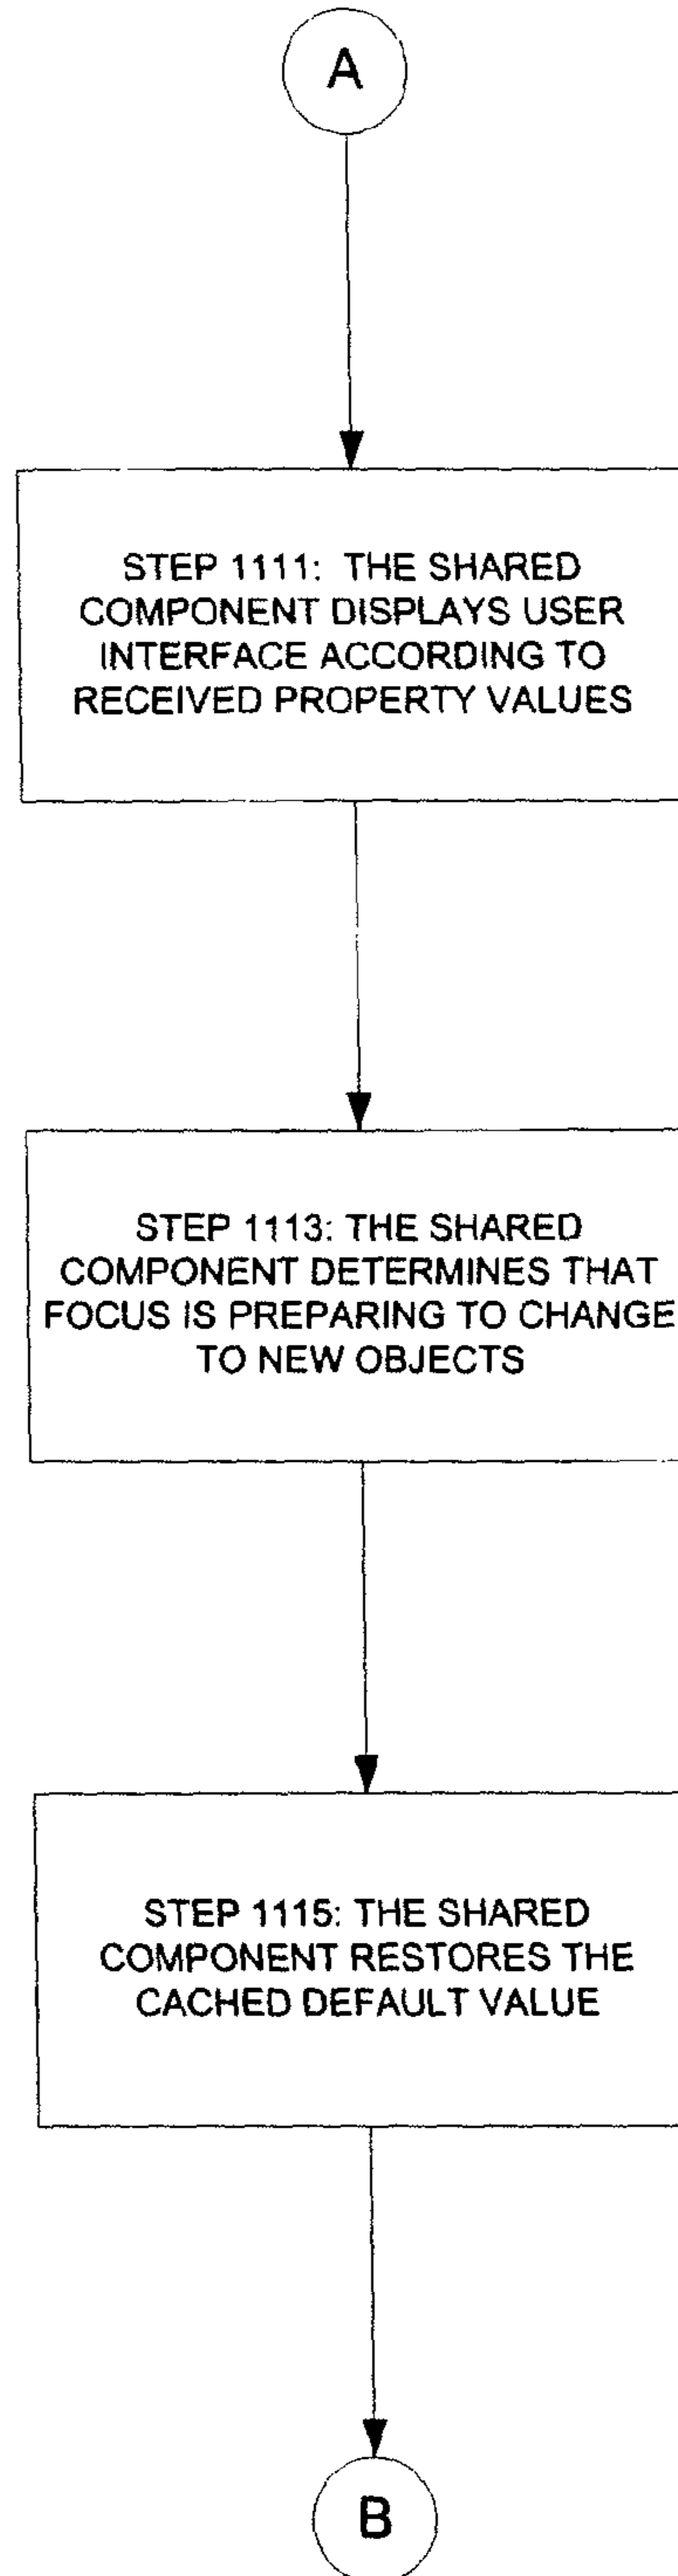 A
STEP 1111: THE SHARED
COMPONENT DISPLAYS USER
INTERFACE ACCORDING TO
RECEIVED PROPERTY VALUES
STEP 1113: THE SHARED
COMPONENT DETERMINES THAT
FOCUS IS PREPARING TO CHANGE
TO NEW OBJECTS
STEP 1115: THE SHARED
COMPONENT RESTORES THE
CACHED DEFAULT VALUE
B